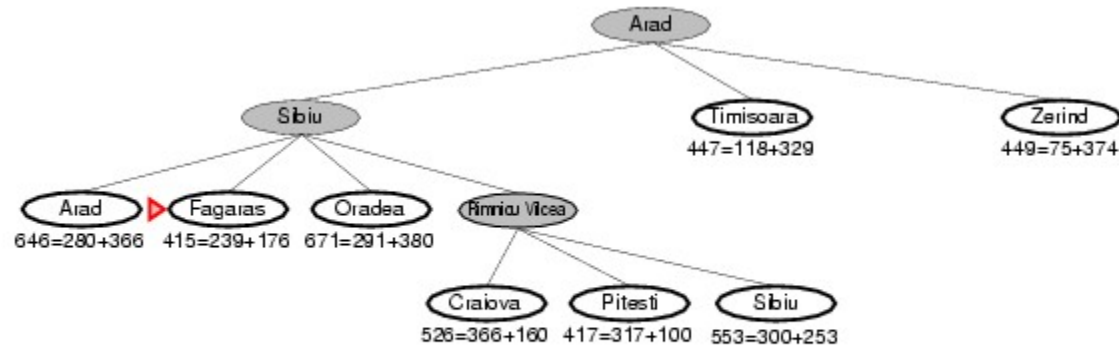 Arad
Sibiu
Timisoara
Zerind
447=118+329
449=75+374
Arad
Fagaras
Oradea
Rimnicu Vilcea
646=280+366
415=239+176
671=291+380
Craiova
Pitesti
Sibiu
526=366+160
417=317+100
553=300+253